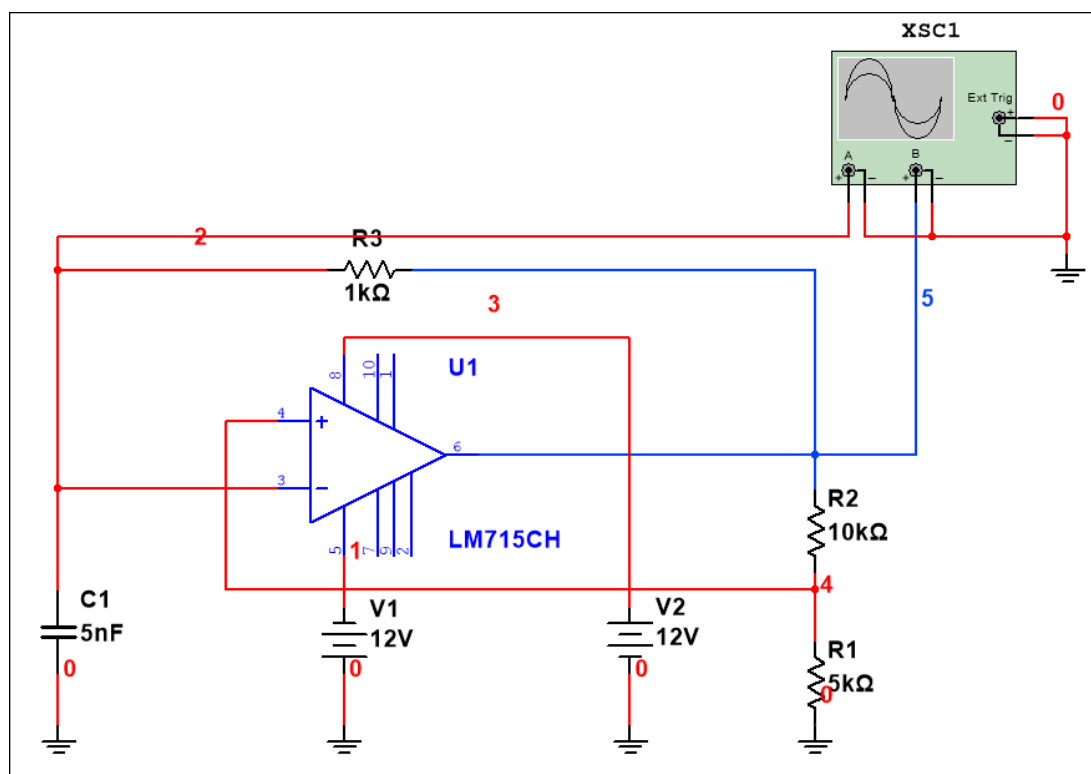 XSC1
Ext Trig
+
−
0
A
B
+ − + −
2
R3
1kΩ
3
5
8
10
1
U1
4
+
6
3
−
R2
10kΩ
LM715CH
5
1
7
9
2
4
C1
5nF
V1
12V
V2
12V
R1
5kΩ
0
0
0
0